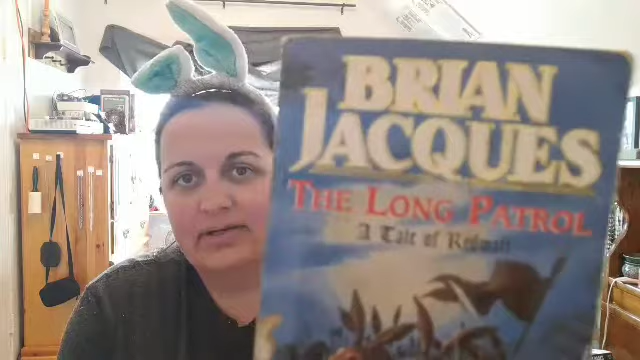 BRIAN
JACQUES
THE LONG PATROL
A Tale of Redwall